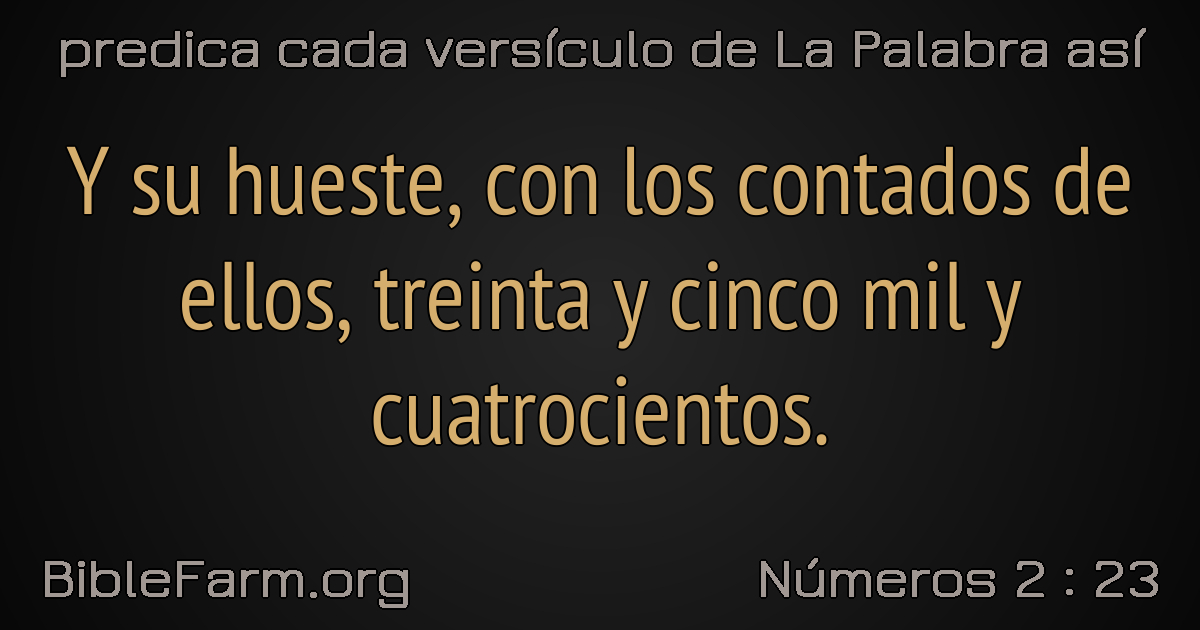 predica cada versículo de La Palabra así
Y su hueste, con los contados de
ellos, treinta y cinco mil y
cuatrocientos.
BibleFarm.org
Números 2 : 23